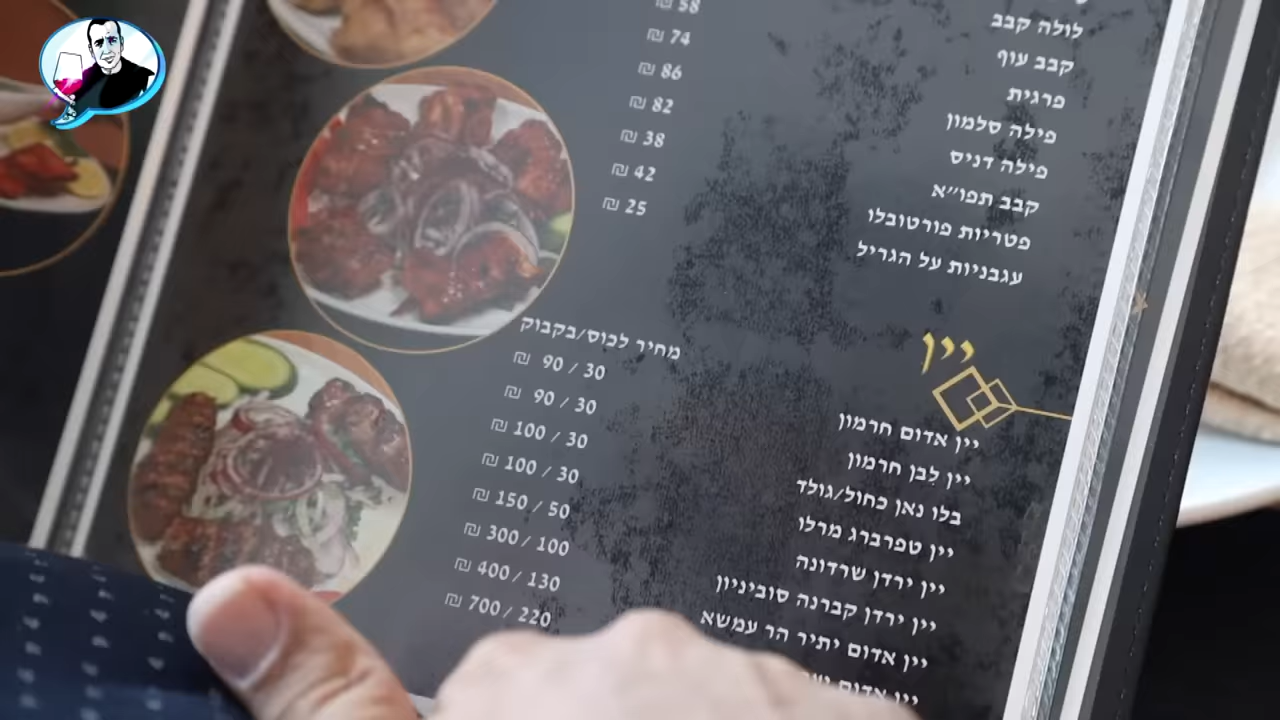 לולה קבב
קבב עוף 58 ₪
פרגית 74 ₪
פילה סלמון 86 ₪
פילה דניס 82 ₪
קבב תפו״א 38 ₪
פטריות פורטובלו 42 ₪
עגבניות על הגריל 25 ₪
יין
מחיר לכוס/בקבוק
יין אדום חרמון 30 / 90 ₪
יין לבן חרמון 30 / 90 ₪
בלו נאן כחול/גולד 30 / 100 ₪
יין טפרברג מרלו 30 / 100 ₪
יין ירדן שרדונה 50 / 150 ₪
יין ירדן קברנה סוביניון 100 / 300 ₪
יין אדום יתיר הר עמשא 130 / 400 ₪
יין אדום 220 / 700 ₪